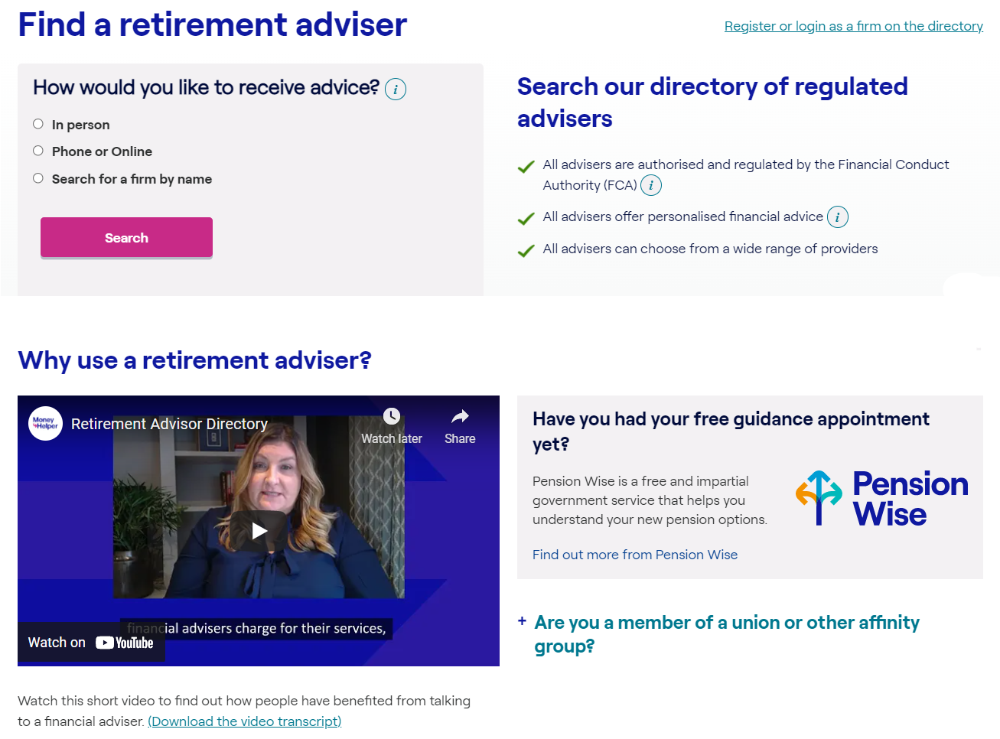 Find a retirement adviser
Register or login as a firm on the directory
How would you like to receive advice? i
In person
Phone or Online
Search for a firm by name
Search
Search our directory of regulated
advisers
All advisers are authorised and regulated by the Financial Conduct
Authority (FCA) i
All advisers offer personalised financial advice i
All advisers can choose from a wide range of providers
Why use a retirement adviser?
Money
Helper
Retirement Advisor Directory
Watch later
Share
financial advisers charge for their services,
Watch on YouTube
Watch this short video to find out how people have benefited from talking
to a financial adviser. (Download the video transcript)
Have you had your free guidance appointment
yet?
Pension Wise is a free and impartial
government service that helps you
understand your new pension options.
Find out more from Pension Wise
Pension
Wise
+ Are you a member of a union or other affinity
group?